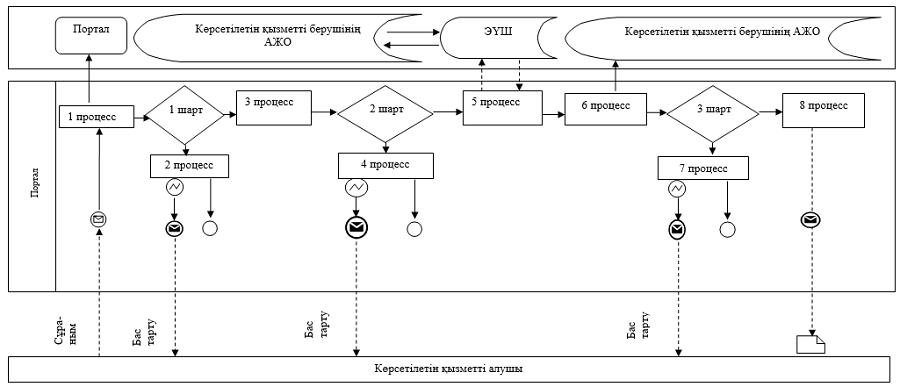 Портал
Көрсетілетін қызметті берушінің
АЖО
ЭҮШ
Көрсетілетін қызметті берушінің АЖО
Портал
1 процесс
1 шарт
3 процесс
2 шарт
5 процесс
6 процесс
3 шарт
8 процесс
2 процесс
4 процесс
7 процесс
Сұра-
ным
Бас
тарту
Бас
тарту
Бас
тарту
Көрсетілетін қызметті алушы